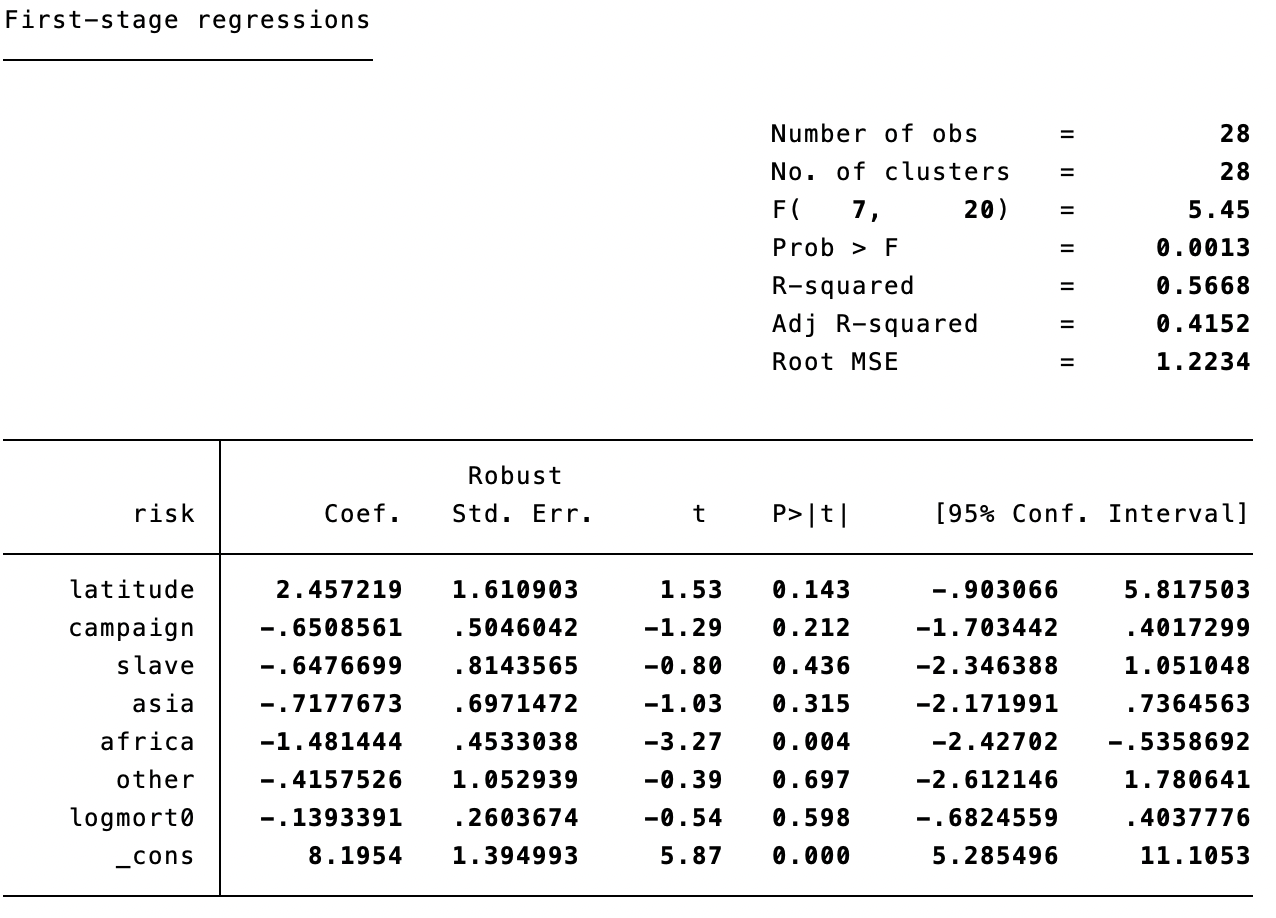 First-stage regressions
Number of obs = 28
No. of clusters = 28
F( 7, 20) = 5.45
Prob > F = 0.0013
R-squared = 0.5668
Adj R-squared = 0.4152
Root MSE = 1.2234
Robust
risk Coef. Std. Err. t P>|t| [95% Conf. Interval]
latitude 2.457219 1.610903 1.53 0.143 -.903066 5.817503
campaign -.6508561 .5046042 -1.29 0.212 -1.703442 .4017299
slave -.6476699 .8143565 -0.80 0.436 -2.346388 1.051048
asia -.7177673 .6971472 -1.03 0.315 -2.171991 .7364563
africa -1.481444 .4533038 -3.27 0.004 -2.42702 -.5358692
other -.4157526 1.052939 -0.39 0.697 -2.612146 1.780641
logmort0 -.1393391 .2603674 -0.54 0.598 -.6824559 .4037776
_cons 8.1954 1.394993 5.87 0.000 5.285496 11.1053